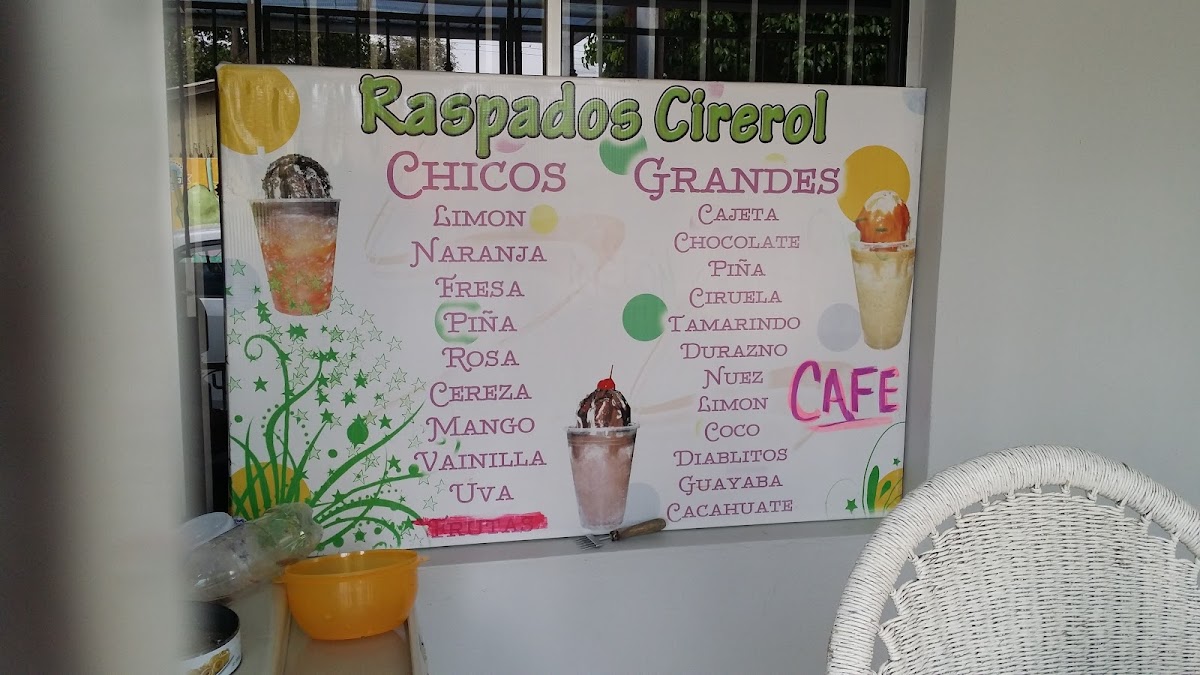 Raspados Cirerol
CHICOS
LIMON
NARANJA
FRESA
PIÑA
ROSA
CEREZA
MANGO
VAINILLA
UVA
FRUTAS
GRANDES
CAJETA
CHOCOLATE
PIÑA
CIRUELA
TAMARINDO
DURAZNO
NUEZ
LIMON
COCO
DIABLITOS
GUAYABA
CACAHUATE
CAFE